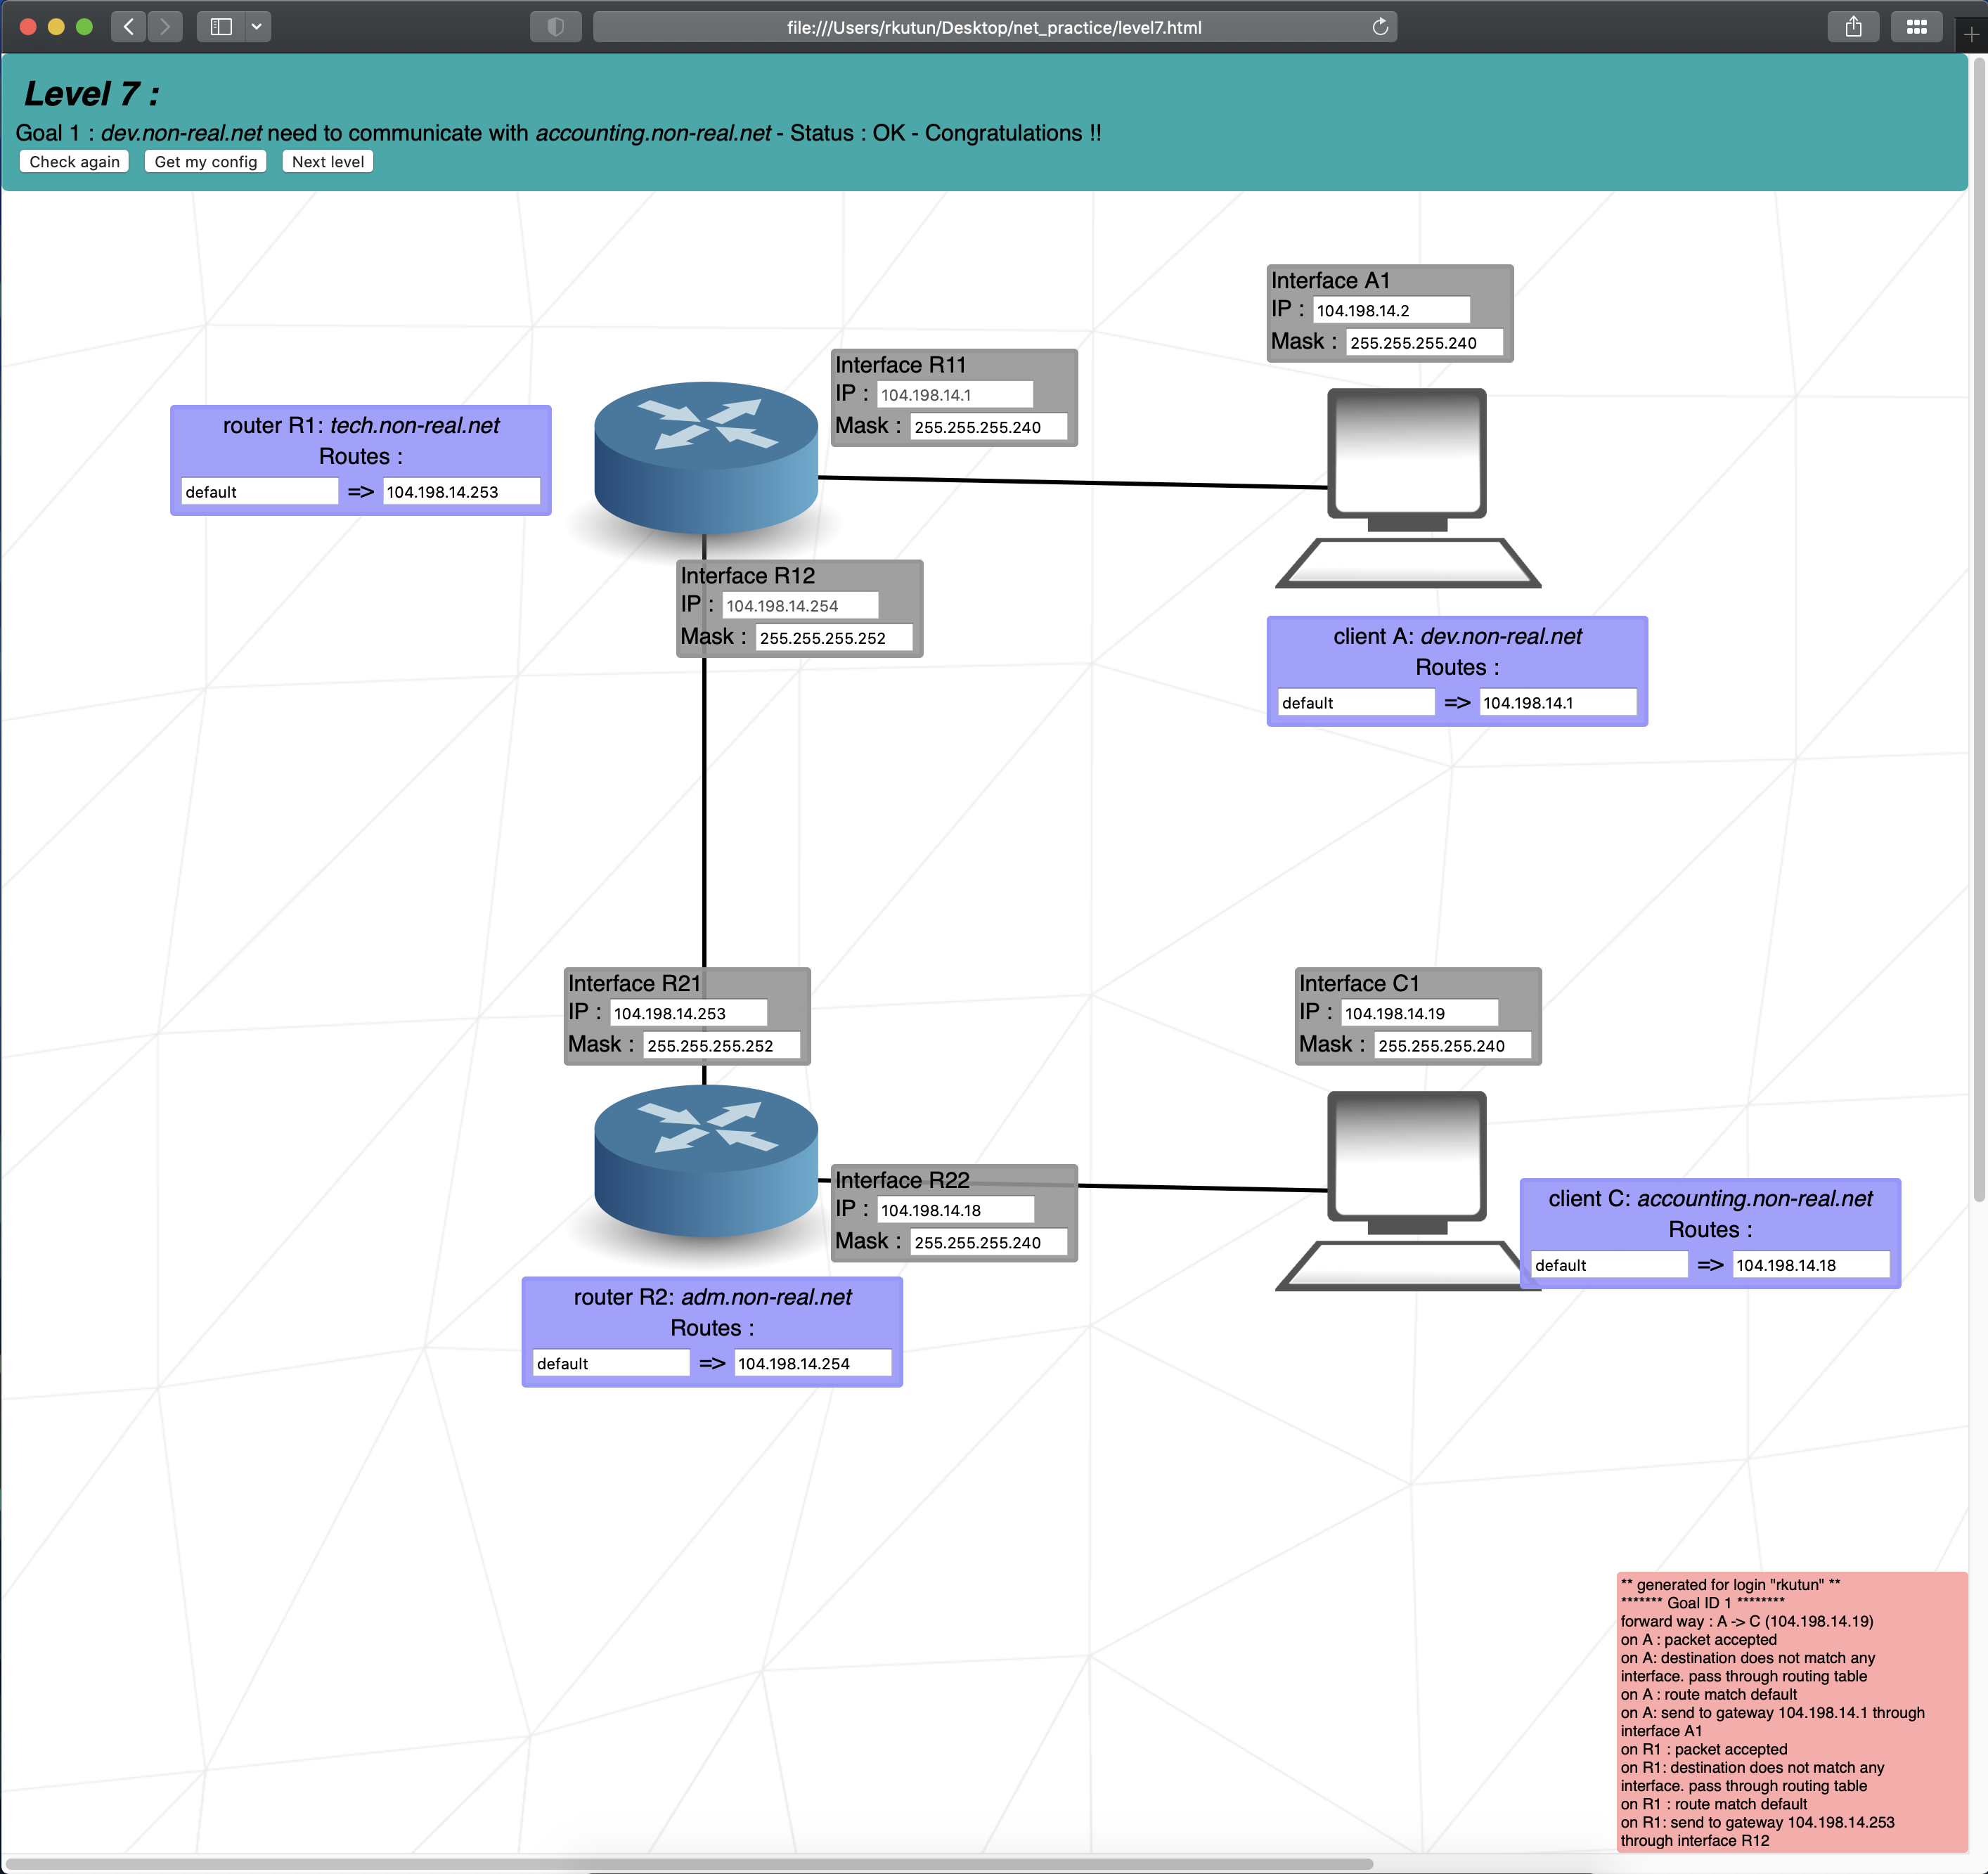 file:///Users/rkutun/Desktop/net_practice/level7.html
Level 7 :
Goal 1 : dev.non-real.net need to communicate with accounting.non-real.net - Status : OK - Congratulations !!
Check again Get my config Next level
Interface A1
IP : 104.198.14.2
Mask : 255.255.255.240
Interface R11
IP : 104.198.14.1
Mask : 255.255.255.240
router R1: tech.non-real.net
Routes :
default => 104.198.14.253
Interface R12
IP : 104.198.14.254
Mask : 255.255.255.252
client A: dev.non-real.net
Routes :
default => 104.198.14.1
Interface R21
IP : 104.198.14.253
Mask : 255.255.255.252
Interface C1
IP : 104.198.14.19
Mask : 255.255.255.240
Interface R22
IP : 104.198.14.18
Mask : 255.255.255.240
client C: accounting.non-real.net
Routes :
default => 104.198.14.18
router R2: adm.non-real.net
Routes :
default => 104.198.14.254
** generated for login "rkutun" **
******* Goal ID 1 ********
forward way : A -> C (104.198.14.19)
on A : packet accepted
on A: destination does not match any
interface. pass through routing table
on A : route match default
on A: send to gateway 104.198.14.1 through
interface A1
on R1 : packet accepted
on R1: destination does not match any
interface. pass through routing table
on R1 : route match default
on R1: send to gateway 104.198.14.253
through interface R12